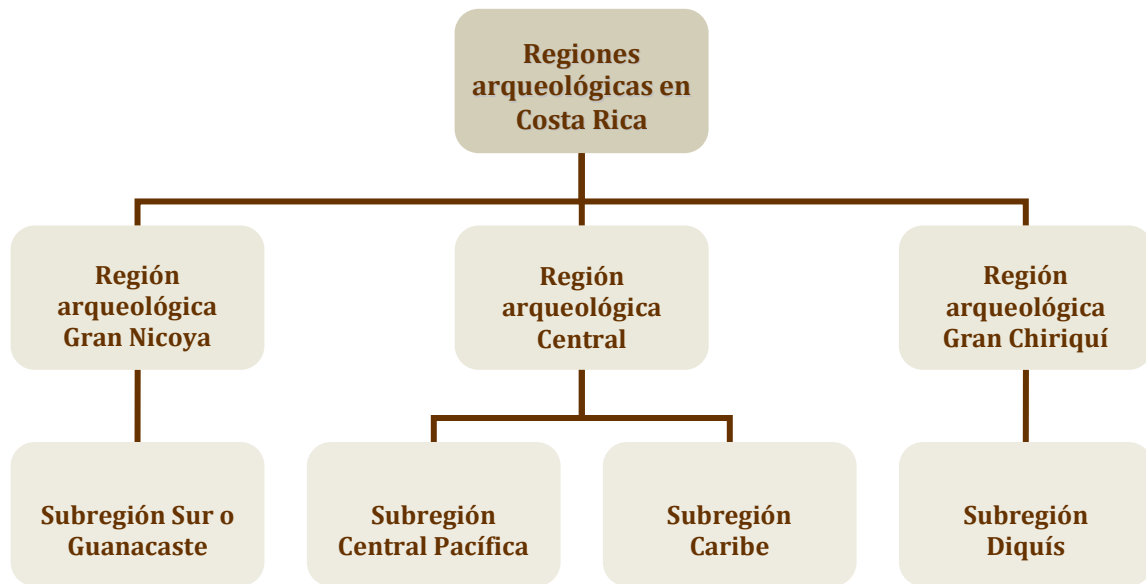 Regiones
arqueológicas en
Costa Rica
Región
arqueológica
Gran Nicoya
Región
arqueológica
Central
Región
arqueológica
Gran Chiriquí
Subregión Sur o
Guanacaste
Subregión
Central Pacífica
Subregión
Caribe
Subregión
Diquís